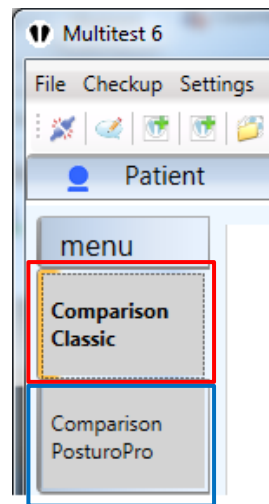 Multitest 6
File Checkup Settings
Patient
menu
Comparison
Classic
Comparison
PosturoPro